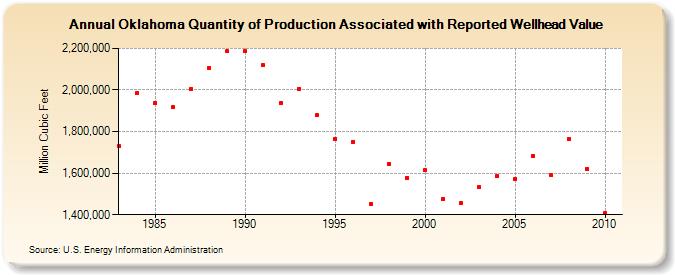 Annual Oklahoma Quantity of Production Associated with Reported Wellhead Value
Million Cubic Feet
2,200,000
2,000,000
1,800,000
1,600,000
1,400,000
1985 1990 1995 2000 2005 2010
Source: U.S. Energy Information Administration